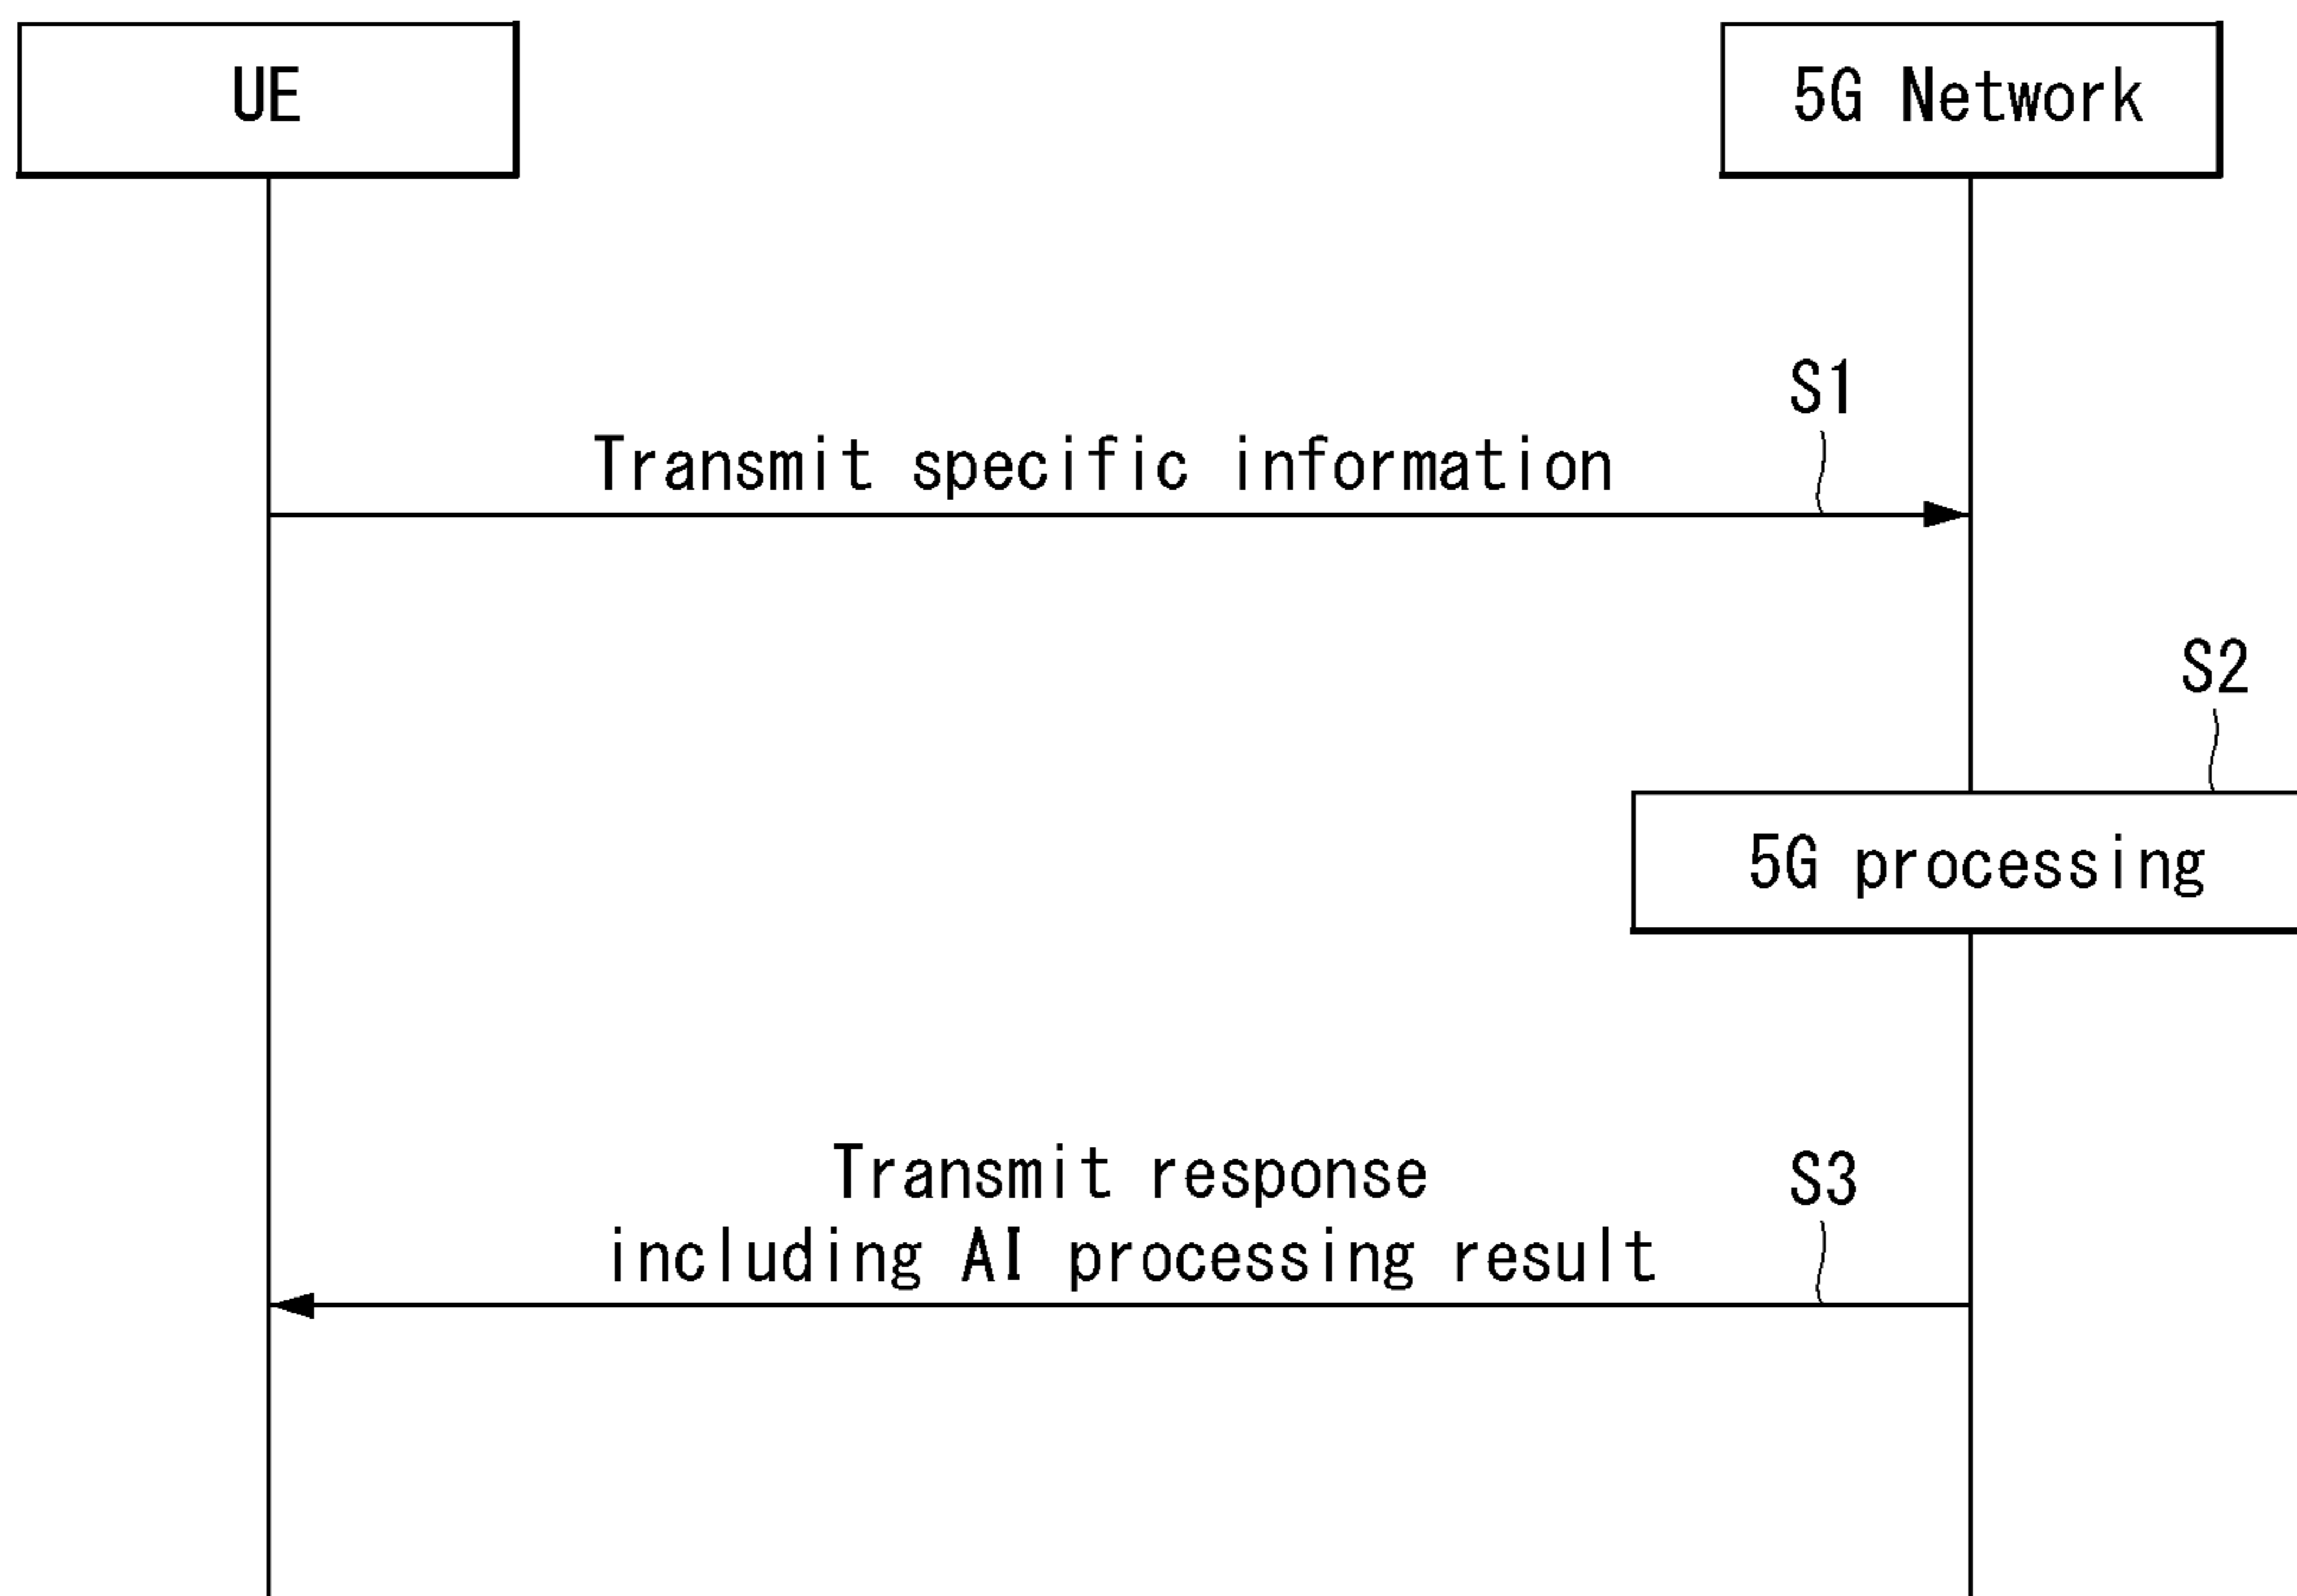 UE
5G Network
S1
Transmit specific information
S2
5G processing
Transmit response
S3
including AI processing result